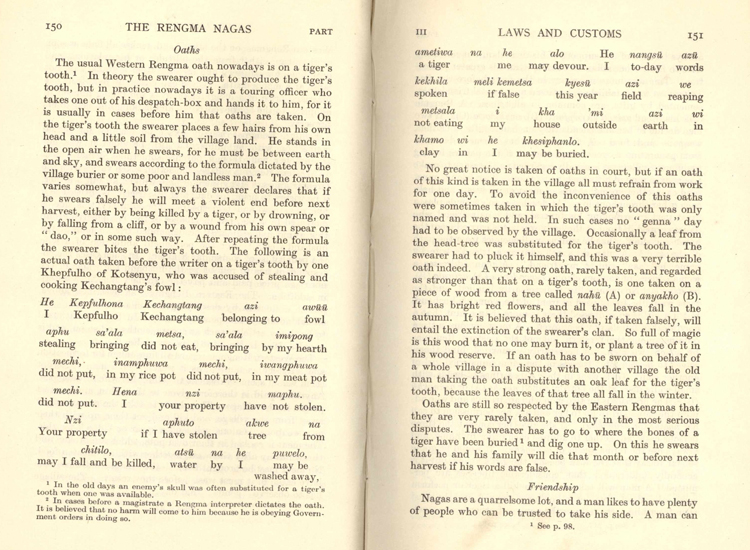 150 THE RENGMA NAGAS PART
Oaths
The usual Western Rengma oath nowadays is on a tiger's
tooth.¹ In theory the swearer ought to produce the tiger's
tooth, but in practice nowadays it is a touring officer who
takes one out of his despatch-box and hands it to him, for it
is usually in cases before him that oaths are taken. On
the tiger's tooth the swearer places a few hairs from his own
head and a little soil from the village land. He stands in
the open air when he swears, for he must be between earth
and sky, and swears according to the formula dictated by the
village burier or some poor and landless man.² The formula
varies somewhat, but always the swearer declares that if
he swears falsely he will meet a violent end before next
harvest, either by being killed by a tiger, or by drowning, or
by falling from a cliff, or by a wound from his own spear or
" dao," or in some such way. After repeating the formula
the swearer bites the tiger's tooth. The following is an
actual oath taken before the writer on a tiger's tooth by one
Khepfulho of Kotsenyu, who was accused of stealing and
cooking Kechangtang's fowl :
He Kepfulhona Kechangtang azi awüü
I Kepfulho Kechangtang belonging to fowl
aphu sa'ala metsa, sa'ala imipong
stealing bringing did not eat, bringing by my hearth
mechi, inamphuwa mechi, iwangphuwa
did not put, in my rice pot did not put, in my meat pot
mechi. Hena nzi maphu.
did not put. I your property have not stolen.
Nzi aphuto akwe na
Your property if I have stolen tree from
chitilo, atsü na he puwelo,
may I fall and be killed, water by I may be
washed away,
¹ In the old days an enemy's skull was often substituted for a tiger's
tooth when one was available.
² In cases before a magistrate a Rengma interpreter dictates the oath.
It is believed that no harm will come to him because he is obeying Govern-
ment orders in doing so.
III LAWS AND CUSTOMS 151
ametiwa na he alo He nangsü azü
a tiger me may devour. I to-day words
kekhila meli kemetsa kyesü azi we
spoken if false this year field reaping
metsala i kha 'mi azi wi
not eating my house outside earth in
khamo wi he khesiphanlo.
clay in I may be buried.
No great notice is taken of oaths in court, but if an oath
of this kind is taken in the village all must refrain from work
for one day. To avoid the inconvenience of this oaths
were sometimes taken in which the tiger's tooth was only
named and was not held. In such cases no " genna " day
had to be observed by the village. Occasionally a leaf from
the head-tree was substituted for the tiger's tooth. The
swearer had to pluck it himself, and this was a very terrible
oath indeed. A very strong oath, rarely taken, and regarded
as stronger than that on a tiger's tooth, is one taken on a
piece of wood from a tree called nahü (A) or anyakho (B).
It has bright red flowers, and all the leaves fall in the
autumn. It is believed that this oath, if taken falsely, will
entail the extinction of the swearer's clan. So full of magic
is this wood that no one may burn it, or plant a tree of it in
his wood reserve. If an oath has to be sworn on behalf of
a whole village in a dispute with another village the old
man taking the oath substitutes an oak leaf for the tiger's
tooth, because the leaves of that tree all fall in the winter.
Oaths are still so respected by the Eastern Rengmas that
they are very rarely taken, and only in the most serious
disputes. The swearer has to go to where the bones of a
tiger have been buried¹ and dig one up. On this he swears
that he and his family will die that month or before next
harvest if his words are false.
Friendship
Nagas are a quarrelsome lot, and a man likes to have plenty
of people who can be trusted to take his side. A man can
¹ See p. 98.